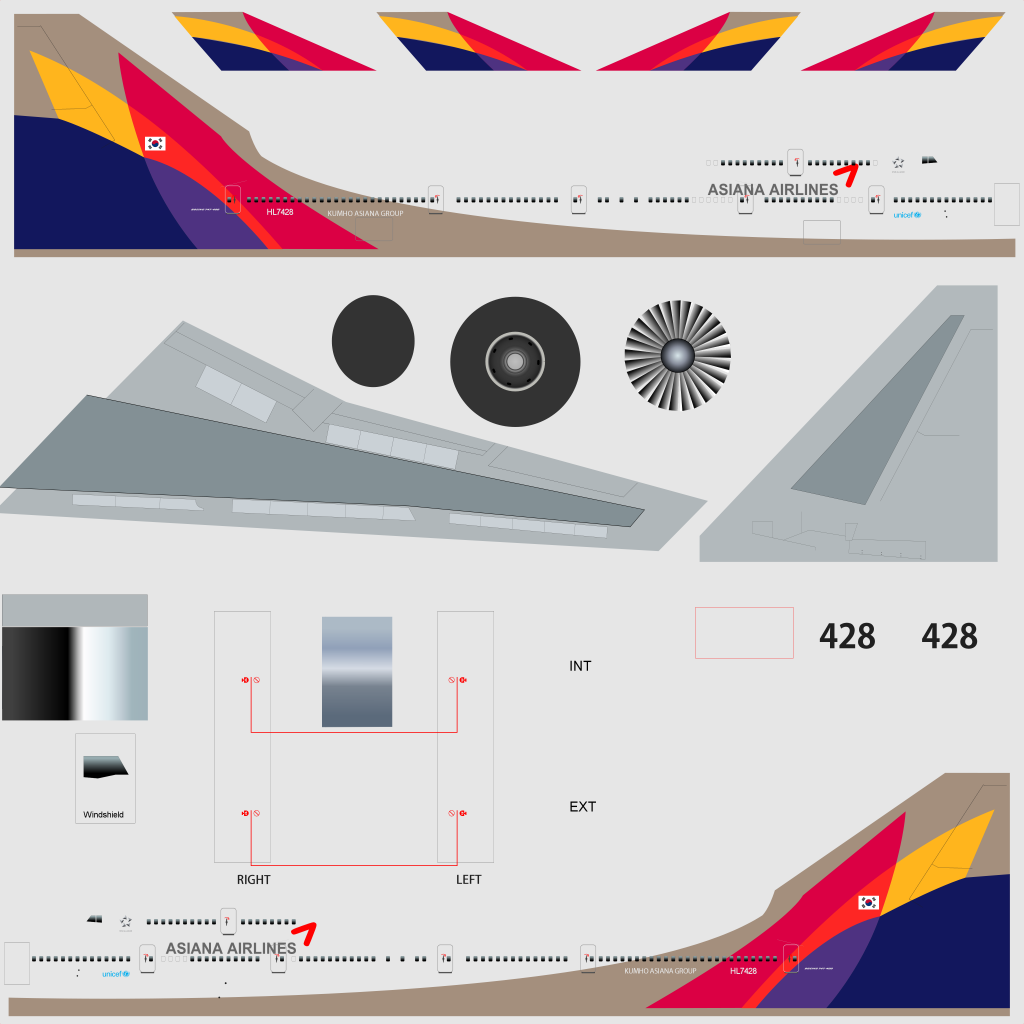 ASIANA AIRLINES
HL7428
KUMHO ASIANA GROUP
unicef
INT
428
428
Windshield
EXT
RIGHT
LEFT
ASIANA AIRLINES
unicef
KUMHO ASIANA GROUP
HL7428